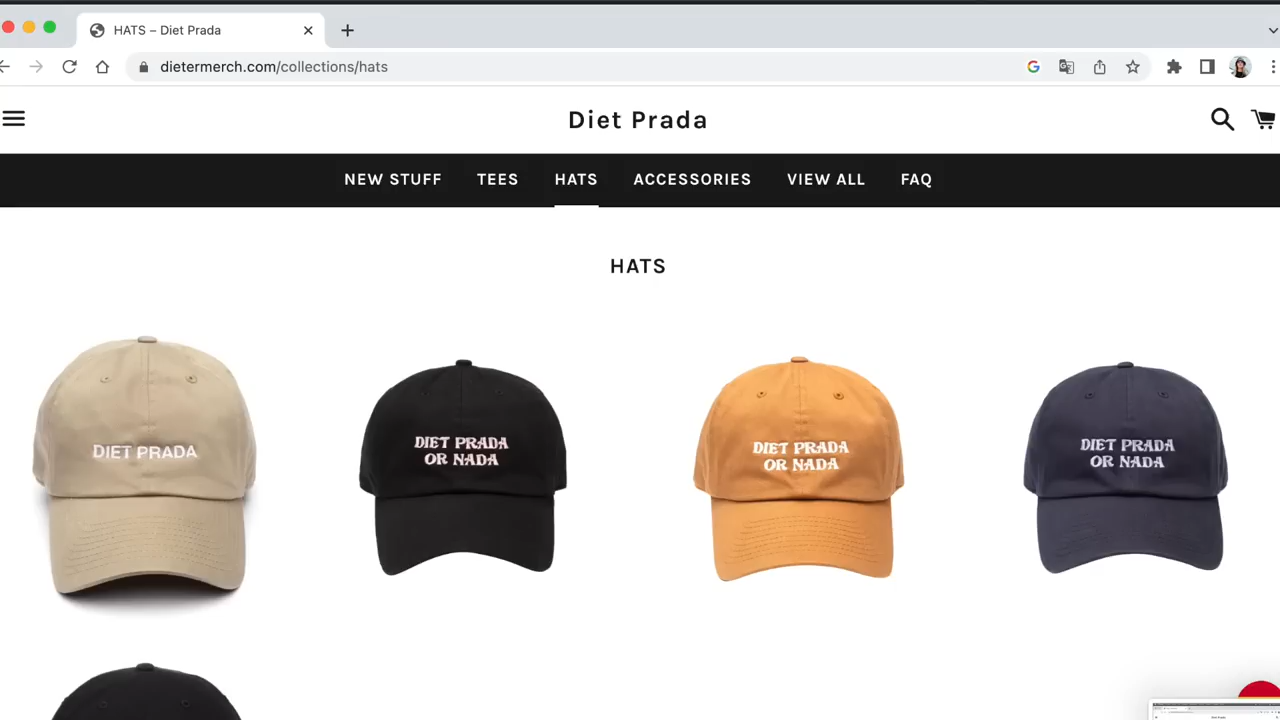 HATS – Diet Prada
dietermerch.com/collections/hats
Diet Prada
NEW STUFF TEES HATS ACCESSORIES VIEW ALL FAQ
HATS
DIET PRADA
DIET PRADA
OR NADA
DIET PRADA
OR NADA
DIET PRADA
OR NADA